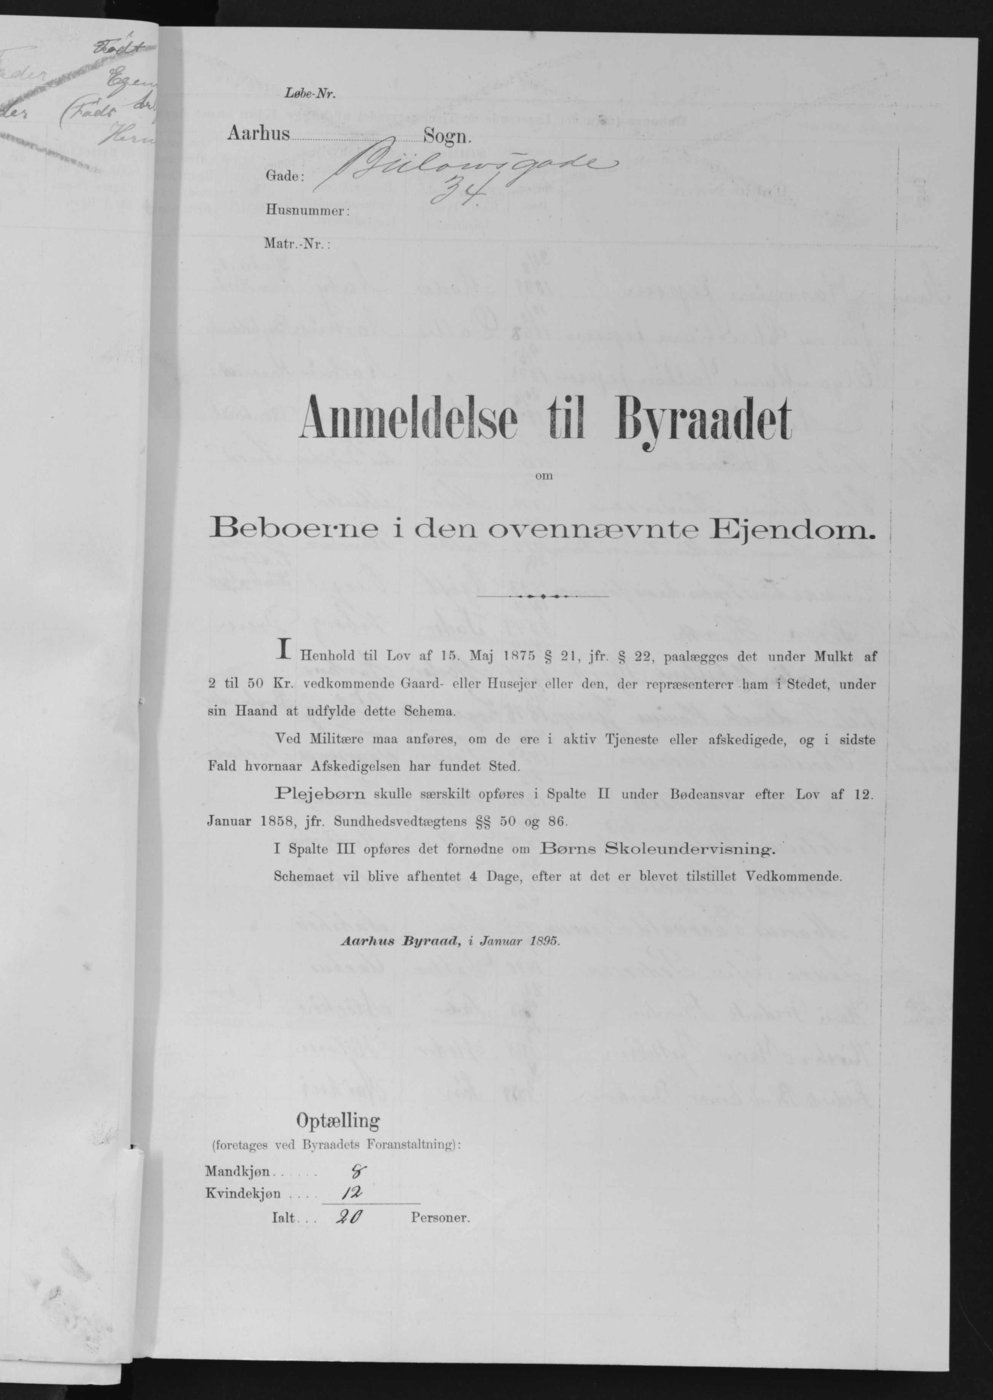 Født
Løbe-Nr.
Aarhus Sogn.
Gade: Bülowsgade
34
Husnummer:
Matr.-Nr.:
Anmeldelse til Byraadet
om
Beboerne i den ovennævnte Ejendom.
I Henhold til Lov af 15. Maj 1875 § 21, jfr. § 22, paalægges det under Mulkt af
2 til 50 Kr. vedkommende Gaard- eller Husejer eller den, der repræsenterer ham i Stedet, under
sin Haand at udfylde dette Schema.
Ved Militære maa anføres, om de ere i aktiv Tjeneste eller afskedigede, og i sidste
Fald hvornaar Afskedigelsen har fundet Sted.
Plejebørn skulle særskilt opføres i Spalte II under Bødeansvar efter Lov af 12.
Januar 1858, jfr. Sundhedsvedtægtens §§ 50 og 86.
I Spalte III opføres det fornødne om Børns Skoleundervisning.
Schemaet vil blive afhentet 4 Dage, efter at det er blevet tilstillet Vedkommende.
Aarhus Byraad, i Januar 1895.
Optælling
(foretages ved Byraadets Foranstaltning):
Mandkjøn...... 8
Kvindekjøn .... 12
Ialt... 20 Personer.